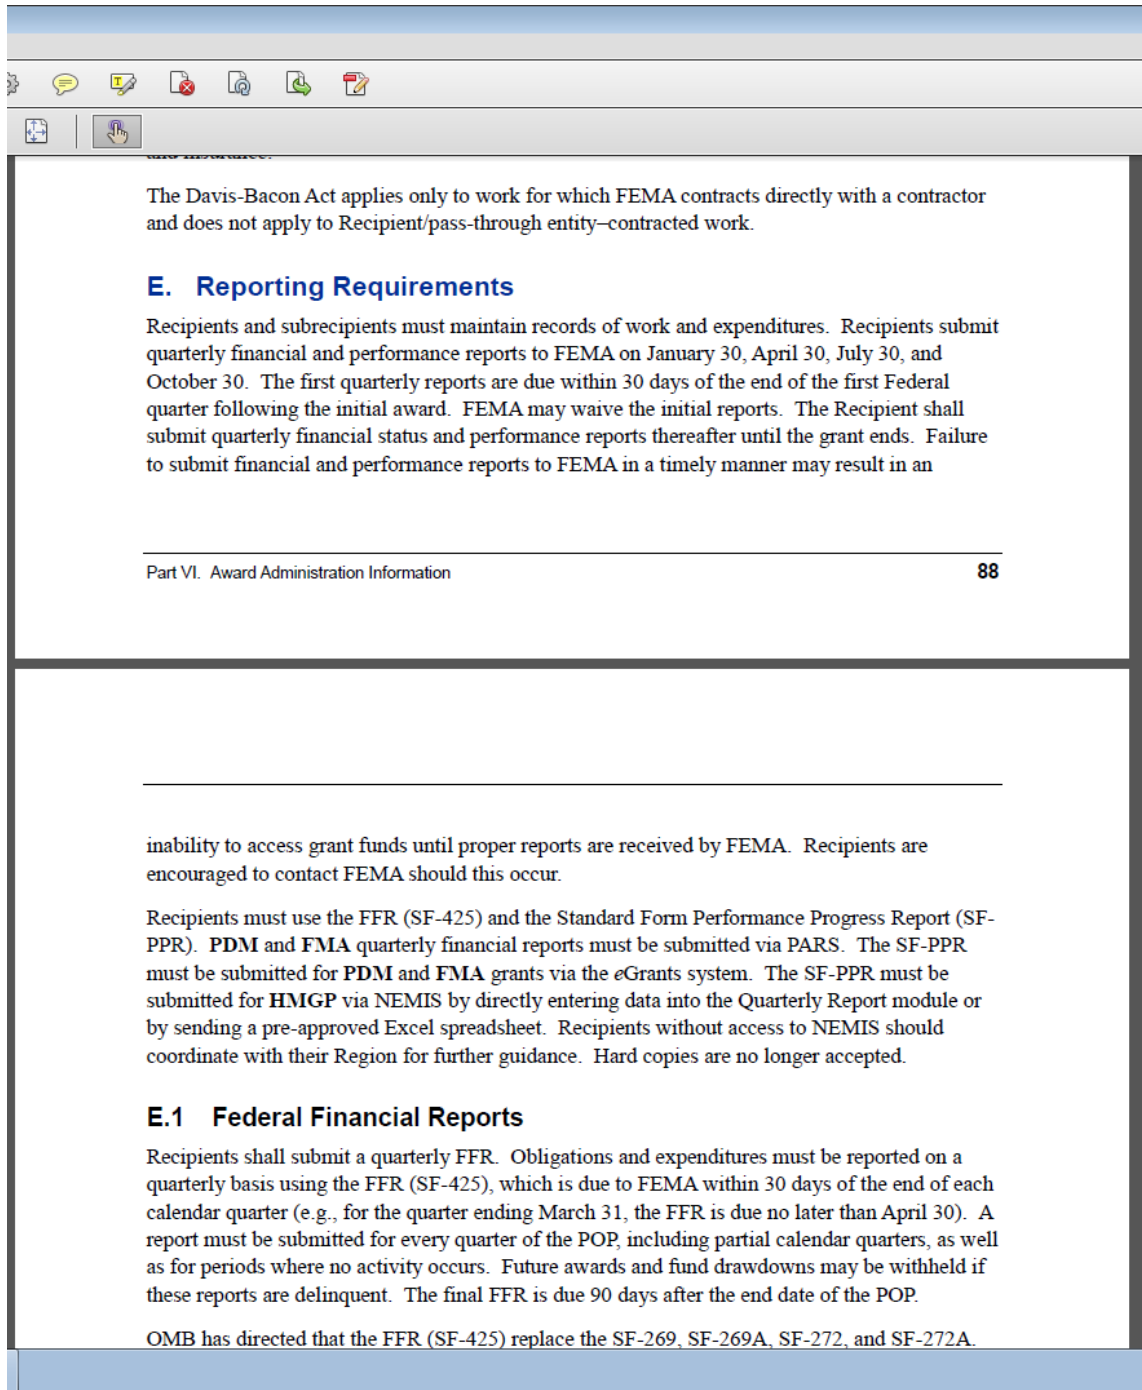 and insurance.
The Davis-Bacon Act applies only to work for which FEMA contracts directly with a contractor
and does not apply to Recipient/pass-through entity–contracted work.
E. Reporting Requirements
Recipients and subrecipients must maintain records of work and expenditures. Recipients submit
quarterly financial and performance reports to FEMA on January 30, April 30, July 30, and
October 30. The first quarterly reports are due within 30 days of the end of the first Federal
quarter following the initial award. FEMA may waive the initial reports. The Recipient shall
submit quarterly financial status and performance reports thereafter until the grant ends. Failure
to submit financial and performance reports to FEMA in a timely manner may result in an
Part VI. Award Administration Information 88
inability to access grant funds until proper reports are received by FEMA. Recipients are
encouraged to contact FEMA should this occur.
Recipients must use the FFR (SF-425) and the Standard Form Performance Progress Report (SF-
PPR). PDM and FMA quarterly financial reports must be submitted via PARS. The SF-PPR
must be submitted for PDM and FMA grants via the eGrants system. The SF-PPR must be
submitted for HMGP via NEMIS by directly entering data into the Quarterly Report module or
by sending a pre-approved Excel spreadsheet. Recipients without access to NEMIS should
coordinate with their Region for further guidance. Hard copies are no longer accepted.
E.1 Federal Financial Reports
Recipients shall submit a quarterly FFR. Obligations and expenditures must be reported on a
quarterly basis using the FFR (SF-425), which is due to FEMA within 30 days of the end of each
calendar quarter (e.g., for the quarter ending March 31, the FFR is due no later than April 30). A
report must be submitted for every quarter of the POP, including partial calendar quarters, as well
as for periods where no activity occurs. Future awards and fund drawdowns may be withheld if
these reports are delinquent. The final FFR is due 90 days after the end date of the POP.
OMB has directed that the FFR (SF-425) replace the SF-269, SF-269A, SF-272, and SF-272A.